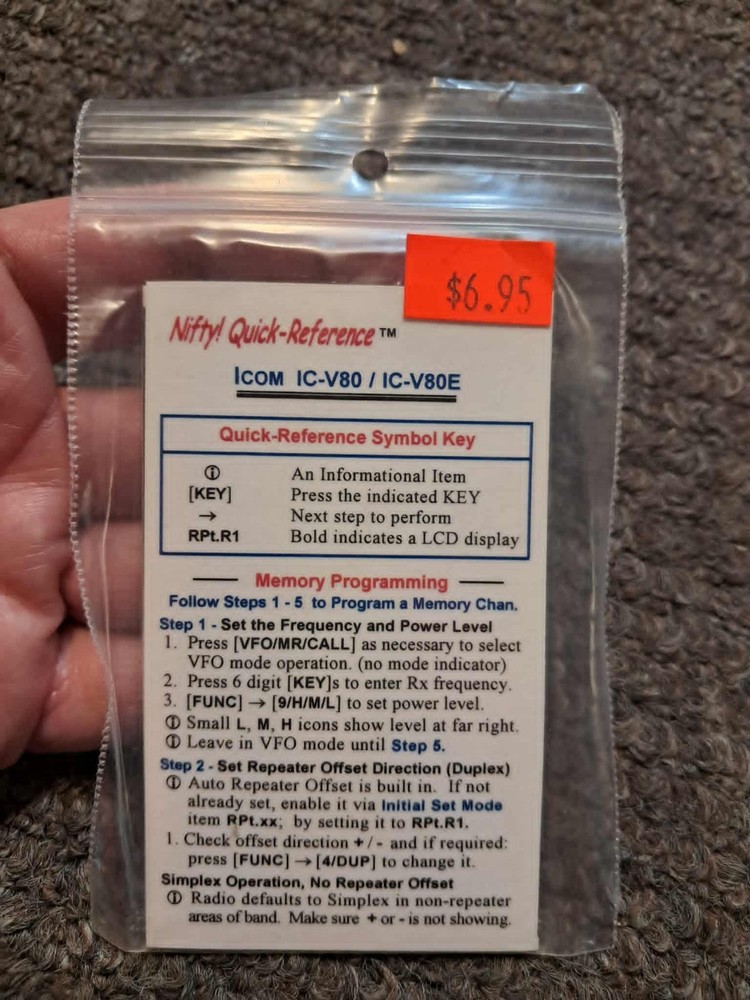 $6.95
Nifty! Quick-Reference™
ICOM IC-V80 / IC-V80E
Quick-Reference Symbol Key
ⓘ An Informational Item
[KEY] Press the indicated KEY
→ Next step to perform
RPt.R1 Bold indicates a LCD display
Memory Programming
Follow Steps 1 - 5 to Program a Memory Chan.
Step 1 - Set the Frequency and Power Level
1. Press [VFO/MR/CALL] as necessary to select
VFO mode operation. (no mode indicator)
2. Press 6 digit [KEY]s to enter Rx frequency.
3. [FUNC] → [9/H/M/L] to set power level.
ⓘ Small L, M, H icons show level at far right.
ⓘ Leave in VFO mode until Step 5.
Step 2 - Set Repeater Offset Direction (Duplex)
ⓘ Auto Repeater Offset is built in. If not
already set, enable it via Initial Set Mode
item RPt.xx; by setting it to RPt.R1.
1. Check offset direction + / - and if required:
press [FUNC] → [4/DUP] to change it.
Simplex Operation, No Repeater Offset
ⓘ Radio defaults to Simplex in non-repeater
areas of band. Make sure + or - is not showing.